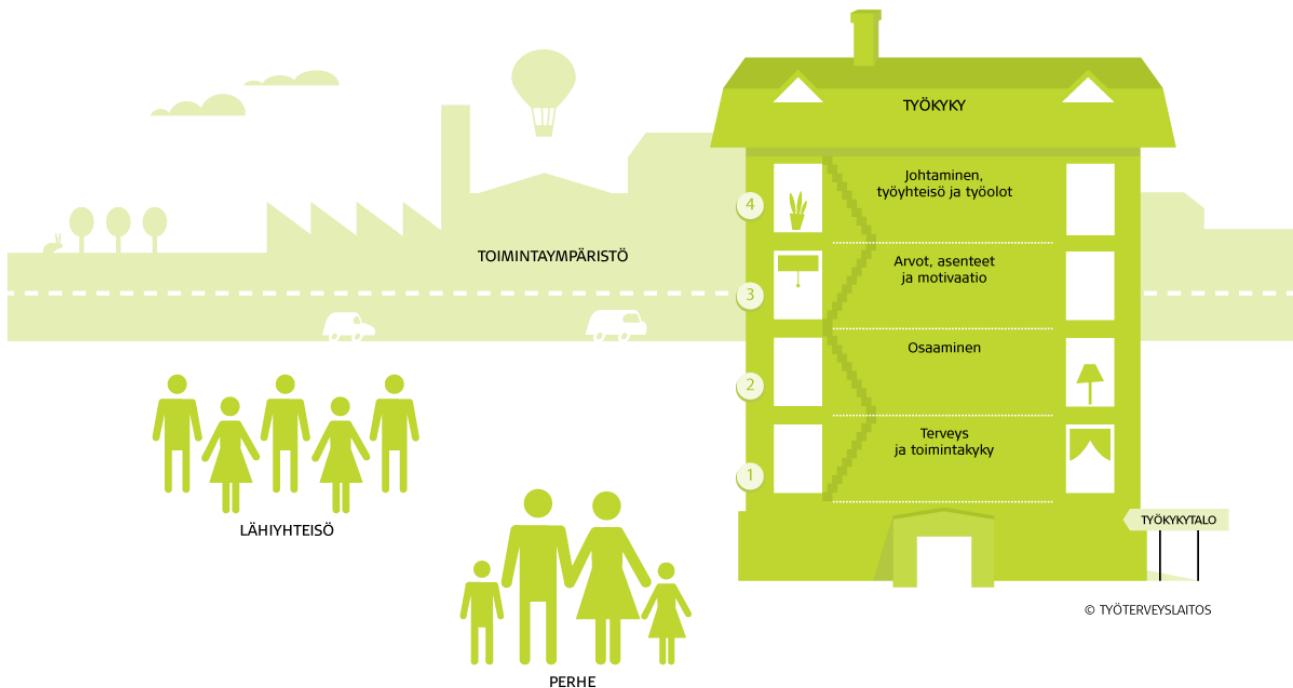 TYÖKYKY
4
Johtaminen,
työyhteisö ja työolot
TOIMINTAYMPÄRISTÖ
3
Arvot, asenteet
ja motivaatio
2
Osaaminen
1
Terveys
ja toimintakyky
LÄHIYHTEISÖ
TYÖKYKYTALO
© TYÖTERVEYSLAITOS
PERHE